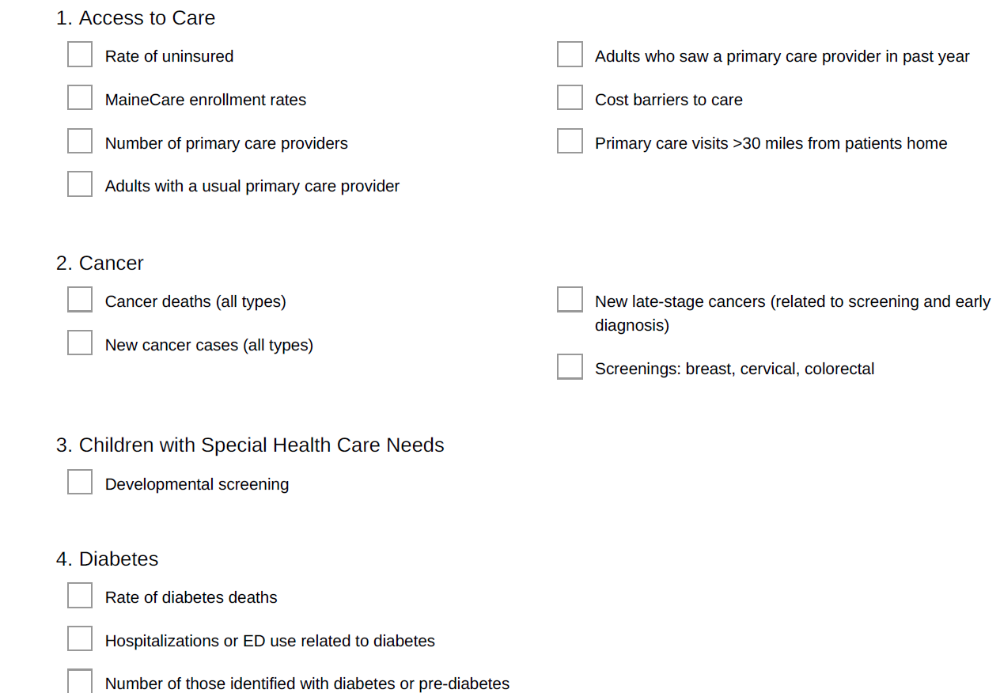 1. Access to Care
Rate of uninsured
MaineCare enrollment rates
Number of primary care providers
Adults with a usual primary care provider
Adults who saw a primary care provider in past year
Cost barriers to care
Primary care visits >30 miles from patients home
2. Cancer
Cancer deaths (all types)
New cancer cases (all types)
New late-stage cancers (related to screening and early
diagnosis)
Screenings: breast, cervical, colorectal
3. Children with Special Health Care Needs
Developmental screening
4. Diabetes
Rate of diabetes deaths
Hospitalizations or ED use related to diabetes
Number of those identified with diabetes or pre-diabetes